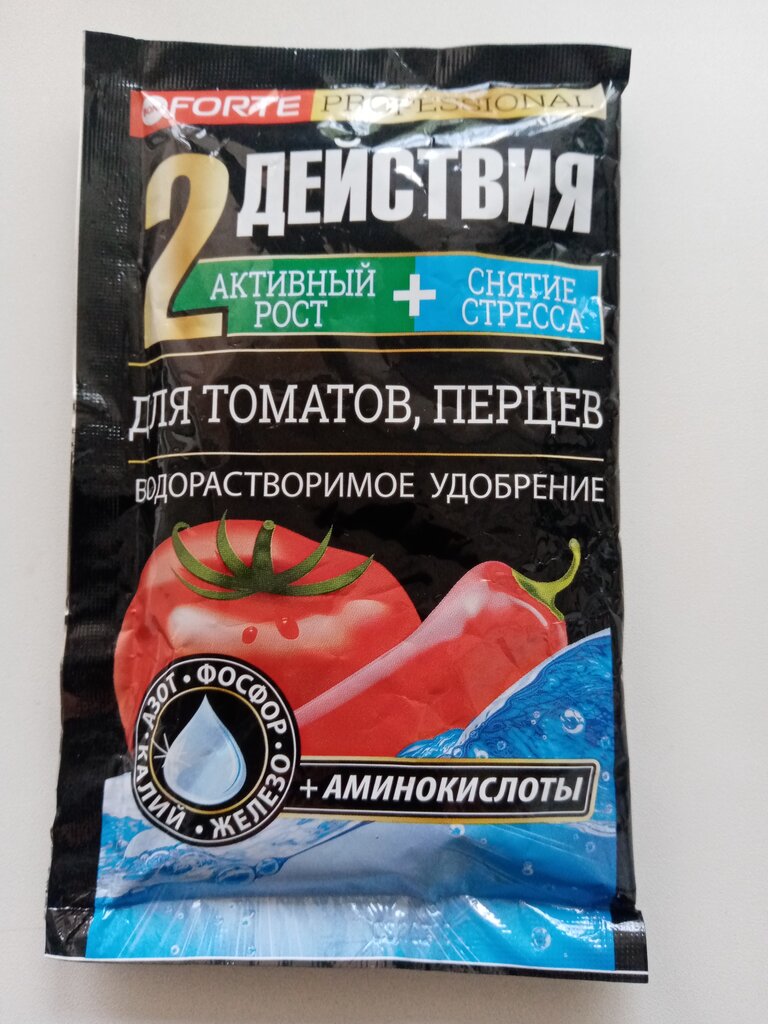 BONA FORTE PROFESSIONAL
2 ДЕЙСТВИЯ
АКТИВНЫЙ РОСТ + СНЯТИЕ СТРЕССА
ДЛЯ ТОМАТОВ, ПЕРЦЕВ
ВОДОРАСТВОРИМОЕ УДОБРЕНИЕ
АЗОТ • ФОСФОР • КАЛИЙ • ЖЕЛЕЗО
+ АМИНОКИСЛОТЫ